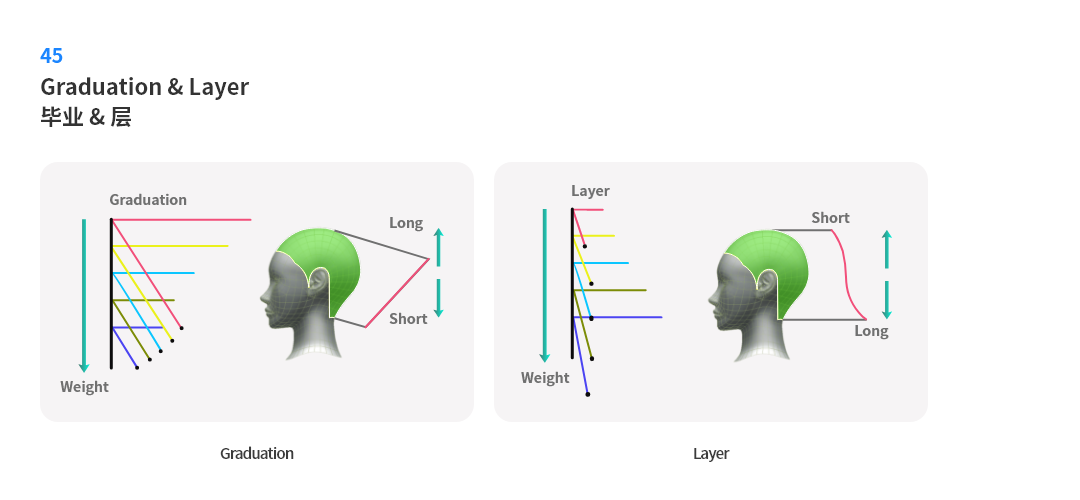 45
Graduation & Layer
毕业 & 层
Graduation
Long
Short
Weight
Layer
Short
Long
Weight
Graduation
Layer